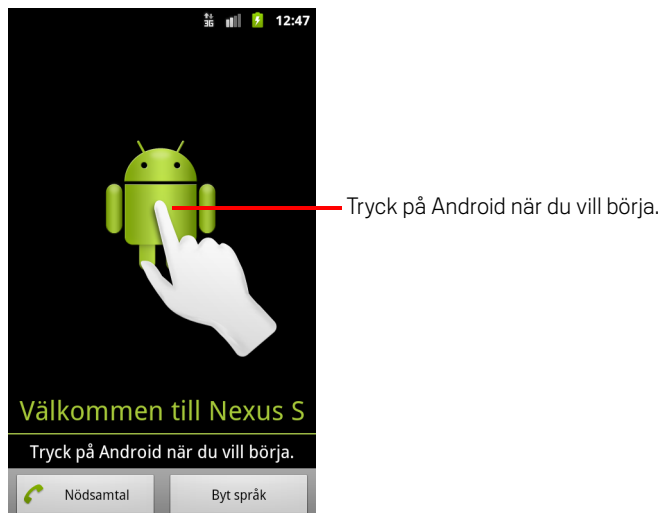 3G 12:47
Tryck på Android när du vill börja.
Välkommen till Nexus S
Tryck på Android när du vill börja.
Nödsamtal Byt språk